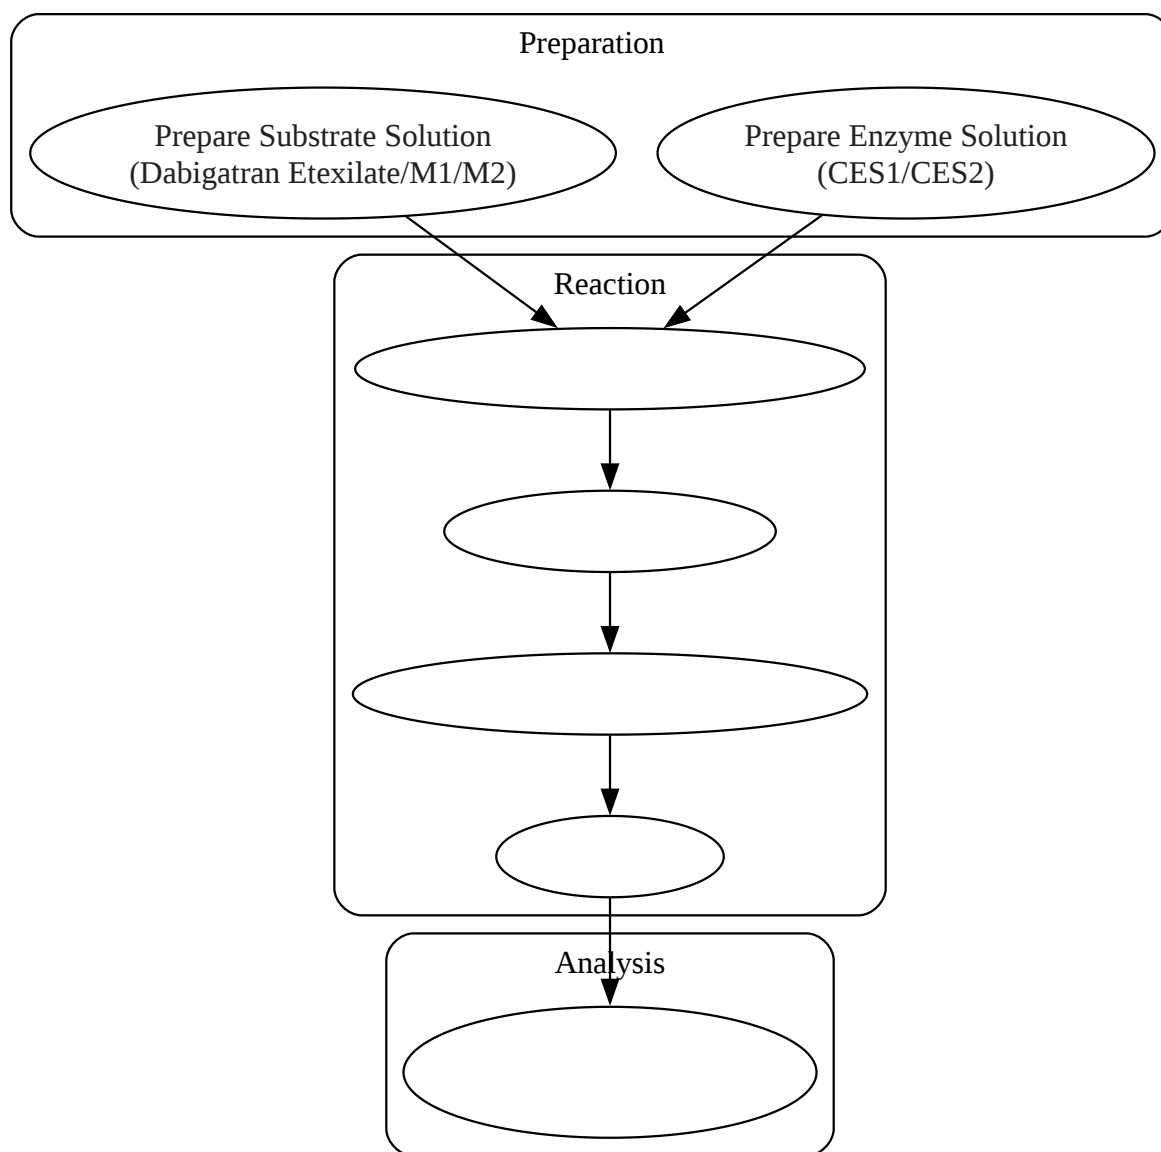 Preparation
Prepare Substrate Solution
(Dabigatran Etexilate/M1/M2)
Prepare Enzyme Solution
(CES1/CES2)
Reaction
Analysis